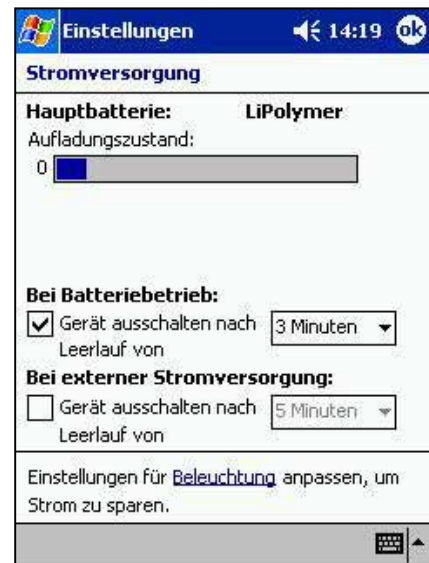 Einstellungen 14:19 ok
Stromversorgung
Hauptbatterie: LiPolymer
Aufladungszustand:
0
Bei Batteriebetrieb:
Gerät ausschalten nach 3 Minuten
Leerlauf von
Bei externer Stromversorgung:
Gerät ausschalten nach 5 Minuten
Leerlauf von
Einstellungen für Beleuchtung anpassen, um
Strom zu sparen.